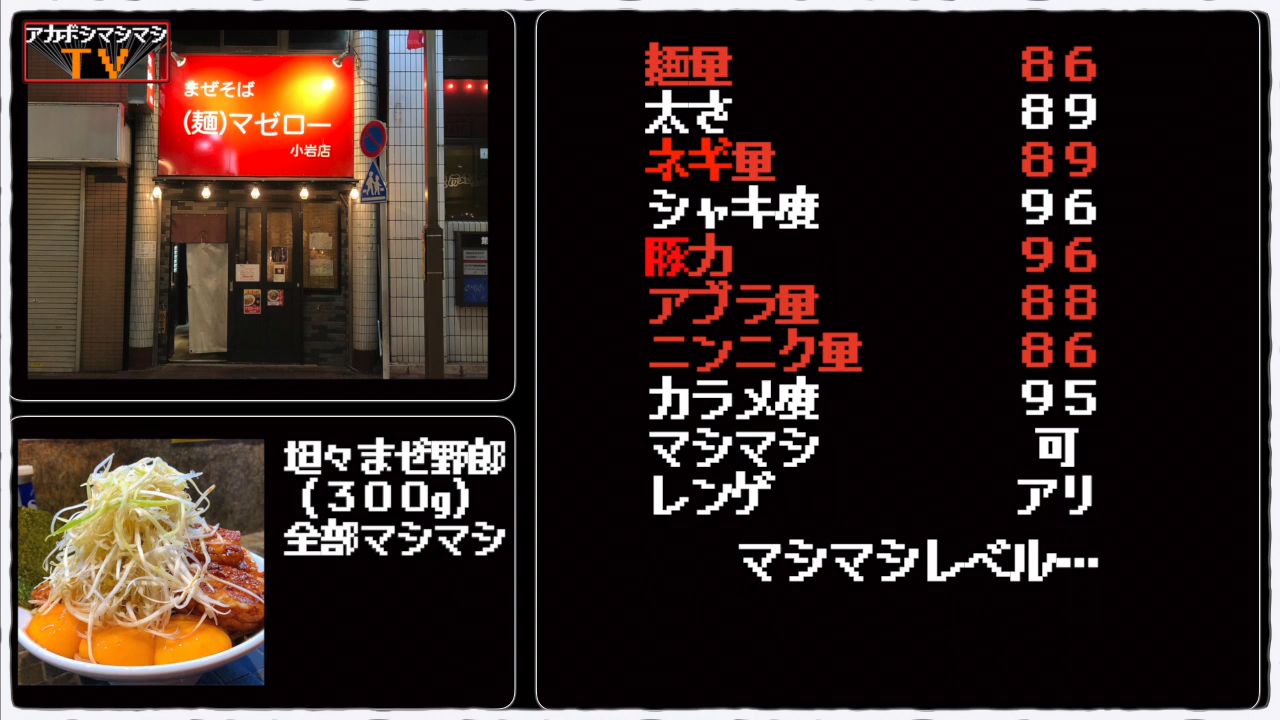 アカボシマシマシ
TV
まぜそば
(麺)マゼロー
小岩店
坦々まぜ野郎
(300g)
全部マシマシ
麺量 86
太さ 89
ネギ量 89
シャキ度 96
豚力 96
アブラ量 88
ニンニク量 86
カラメ度 95
マシマシ 可
レンゲ アリ
マシマシレベル…